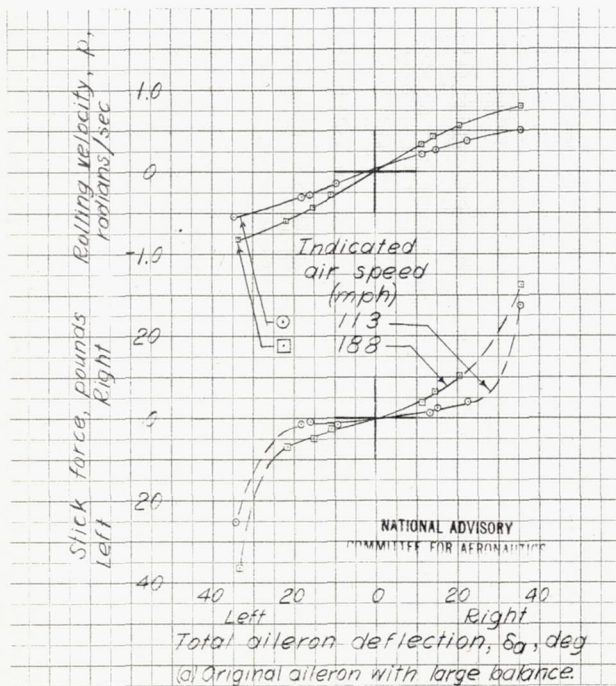 Rolling velocity, p,
radians/sec
1.0
0
-1.0
Indicated
air speed
(mph)
113
188
Stick force, pounds
Right
Left
20
0
20
40
NATIONAL ADVISORY
COMMITTEE FOR AERONAUTICS
40 20 0 20 40
Left Right
Total aileron deflection, δa, deg
(a) Original aileron with large balance.